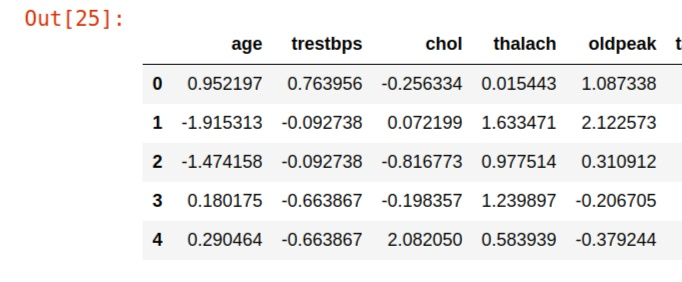 Out[25]:
age trestbps chol thalach oldpeak
0 0.952197 0.763956 -0.256334 0.015443 1.087338
1 -1.915313 -0.092738 0.072199 1.633471 2.122573
2 -1.474158 -0.092738 -0.816773 0.977514 0.310912
3 0.180175 -0.663867 -0.198357 1.239897 -0.206705
4 0.290464 -0.663867 2.082050 0.583939 -0.379244